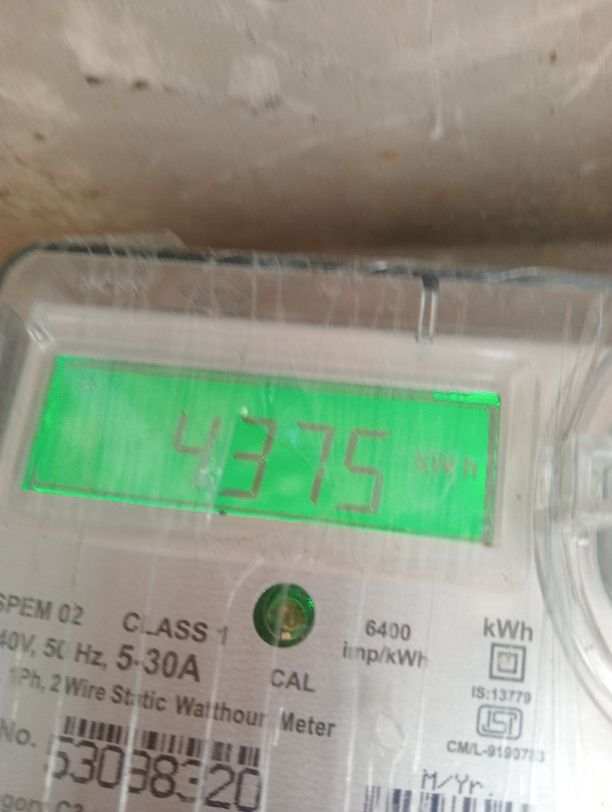 4375 kWh
SPEM 02 CLASS 1
6400 imp/kWh
kWh
40V, 50 Hz, 5-30A
CAL
IS:13779
1Ph, 2 Wire Static Watthour Meter
No. 53098320
M/Yr